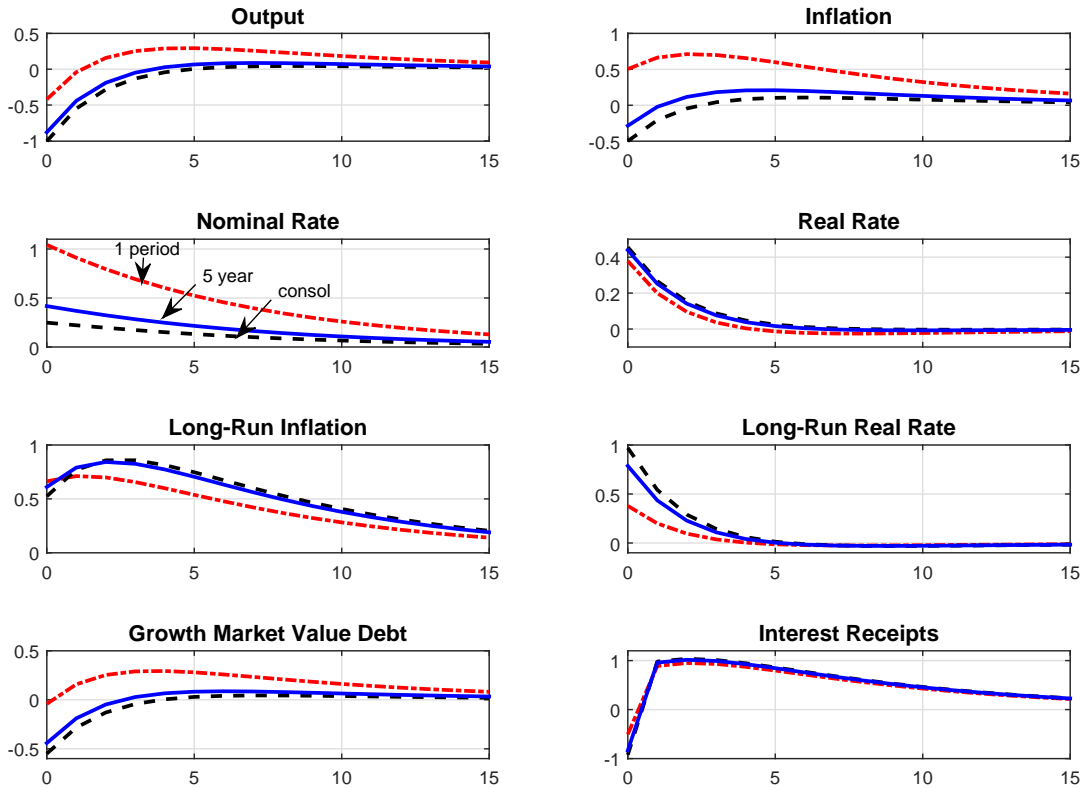 Output
0.5
0
-0.5
-1
0 5 10 15
Inflation
1
0.5
0
-0.5
0 5 10 15
Nominal Rate
1
0.5
0
1 period
5 year
consol
0 5 10 15
Real Rate
0.4
0.2
0
0 5 10 15
Long-Run Inflation
1
0.5
0
0 5 10 15
Long-Run Real Rate
1
0.5
0
0 5 10 15
Growth Market Value Debt
0.5
0
-0.5
0 5 10 15
Interest Receipts
1
0
-1
0 5 10 15